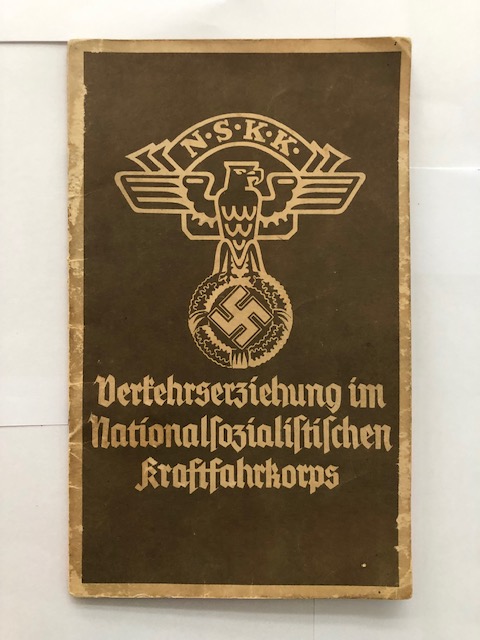 N·S·K·K·
Verkehrserziehung im
Nationalſozialiſtiſchen
Kraftfahrkorps